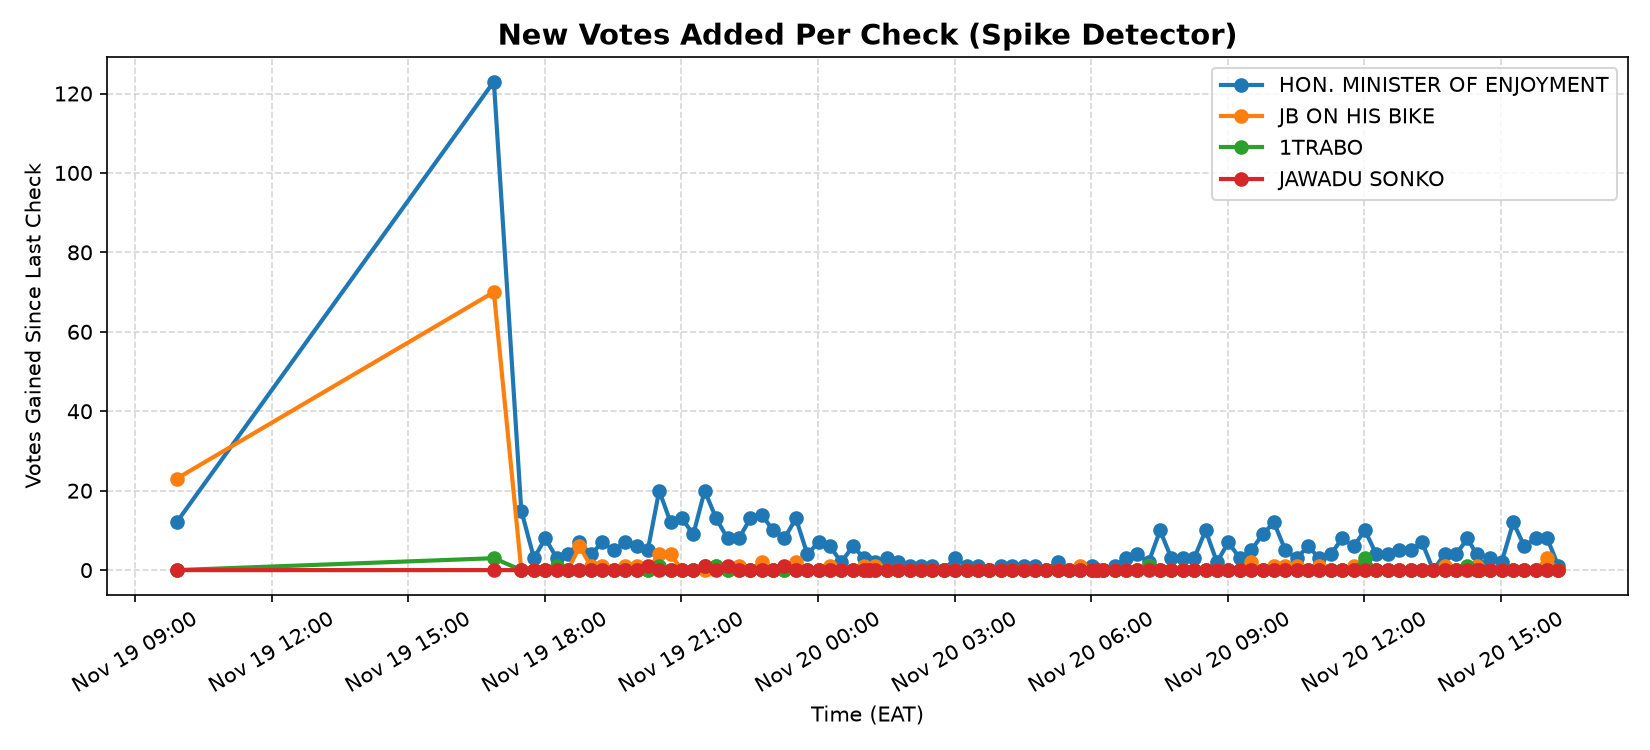 New Votes Added Per Check (Spike Detector)
HON. MINISTER OF ENJOYMENT
JB ON HIS BIKE
1TRABO
JAWADU SONKO
Votes Gained Since Last Check
120
100
80
60
40
20
0
Nov 19 09:00
Nov 19 12:00
Nov 19 15:00
Nov 19 18:00
Nov 19 21:00
Nov 20 00:00
Nov 20 03:00
Nov 20 06:00
Nov 20 09:00
Nov 20 12:00
Nov 20 15:00
Time (EAT)